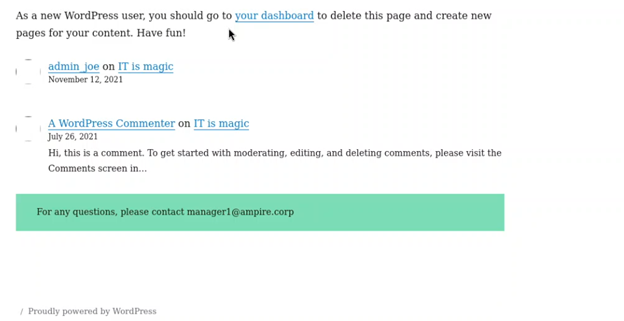 As a new WordPress user, you should go to your dashboard to delete this page and create new
pages for your content. Have fun!
admin_joe on IT is magic
November 12, 2021
A WordPress Commenter on IT is magic
July 26, 2021
Hi, this is a comment. To get started with moderating, editing, and deleting comments, please visit the
Comments screen in…
For any questions, please contact manager1@ampire.corp
/ Proudly powered by WordPress